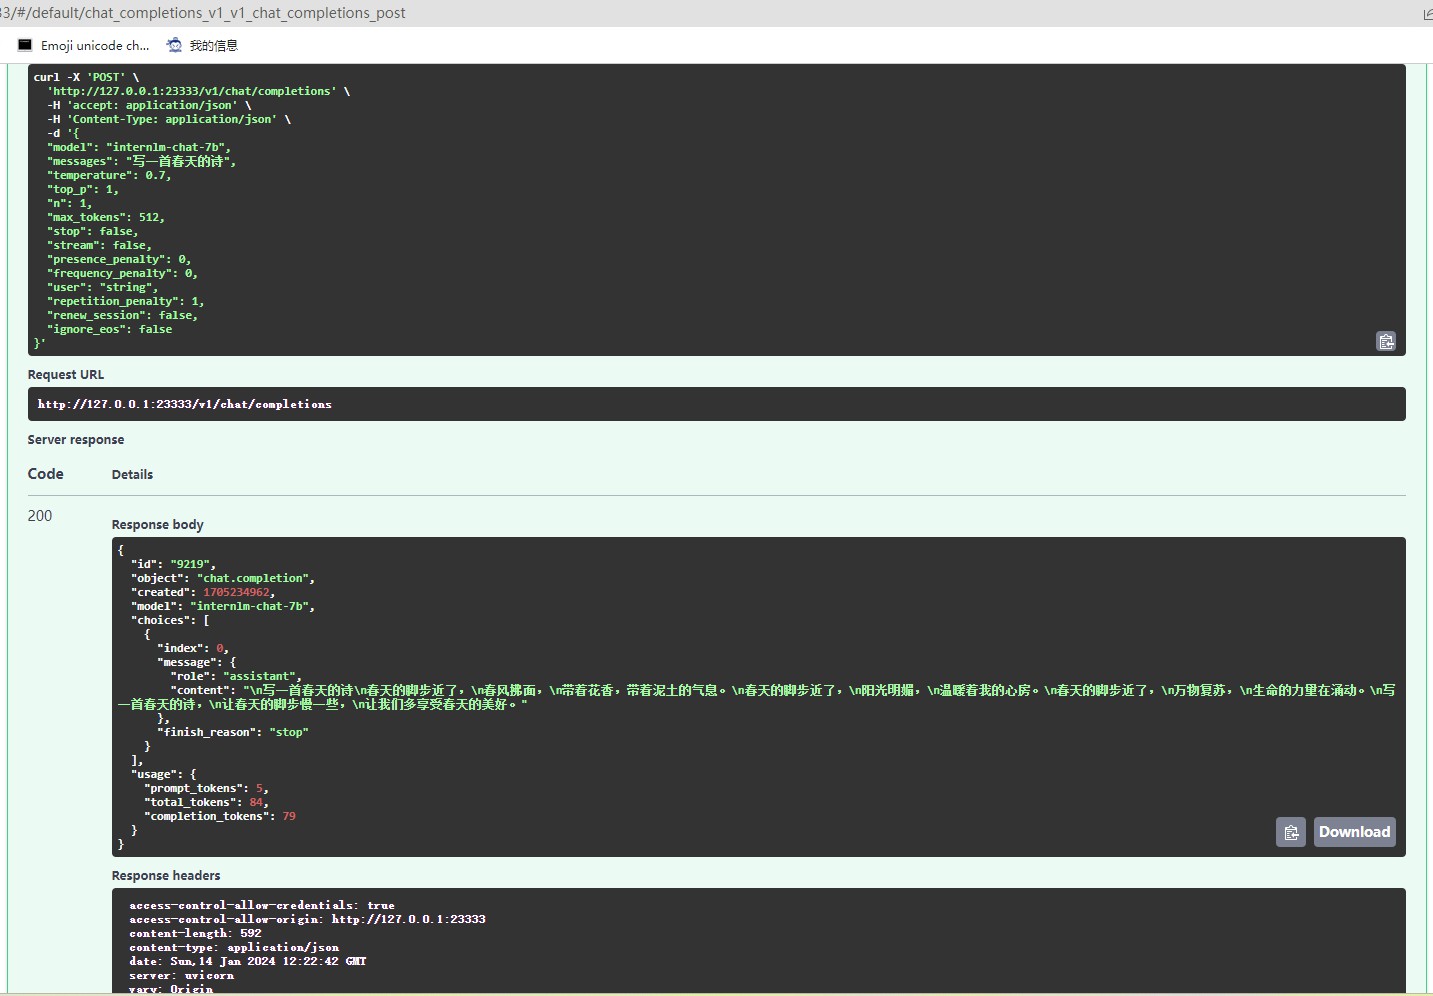 33/#/default/chat_completions_v1_v1_chat_completions_post
Emoji unicode ch... 我的信息
curl -X 'POST' \
  'http://127.0.0.1:23333/v1/chat/completions' \
  -H 'accept: application/json' \
  -H 'Content-Type: application/json' \
  -d '{
  "model": "internlm-chat-7b",
  "messages": "写一首春天的诗",
  "temperature": 0.7,
  "top_p": 1,
  "n": 1,
  "max_tokens": 512,
  "stop": false,
  "stream": false,
  "presence_penalty": 0,
  "frequency_penalty": 0,
  "user": "string",
  "repetition_penalty": 1,
  "renew_session": false,
  "ignore_eos": false
}'
Request URL
http://127.0.0.1:23333/v1/chat/completions
Server response
Code Details
200
Response body
{
  "id": "9219",
  "object": "chat.completion",
  "created": 1705234962,
  "model": "internlm-chat-7b",
  "choices": [
    {
      "index": 0,
      "message": {
        "role": "assistant",
        "content": "\n写一首春天的诗\n春天的脚步近了，\n春风拂面，\n带着花香，带着泥土的气息。\n春天的脚步近了，\n阳光明媚，\n温暖着我的心房。\n春天的脚步近了，\n万物复苏，\n生命的力量在涌动。\n写
一首春天的诗，\n让春天的脚步慢一些，\n让我们多享受春天的美好。"
      },
      "finish_reason": "stop"
    }
  ],
  "usage": {
    "prompt_tokens": 5,
    "total_tokens": 84,
    "completion_tokens": 79
  }
}
Download
Response headers
access-control-allow-credentials: true
access-control-allow-origin: http://127.0.0.1:23333
content-length: 592
content-type: application/json
date: Sun,14 Jan 2024 12:22:42 GMT
server: uvicorn
vary: Origin